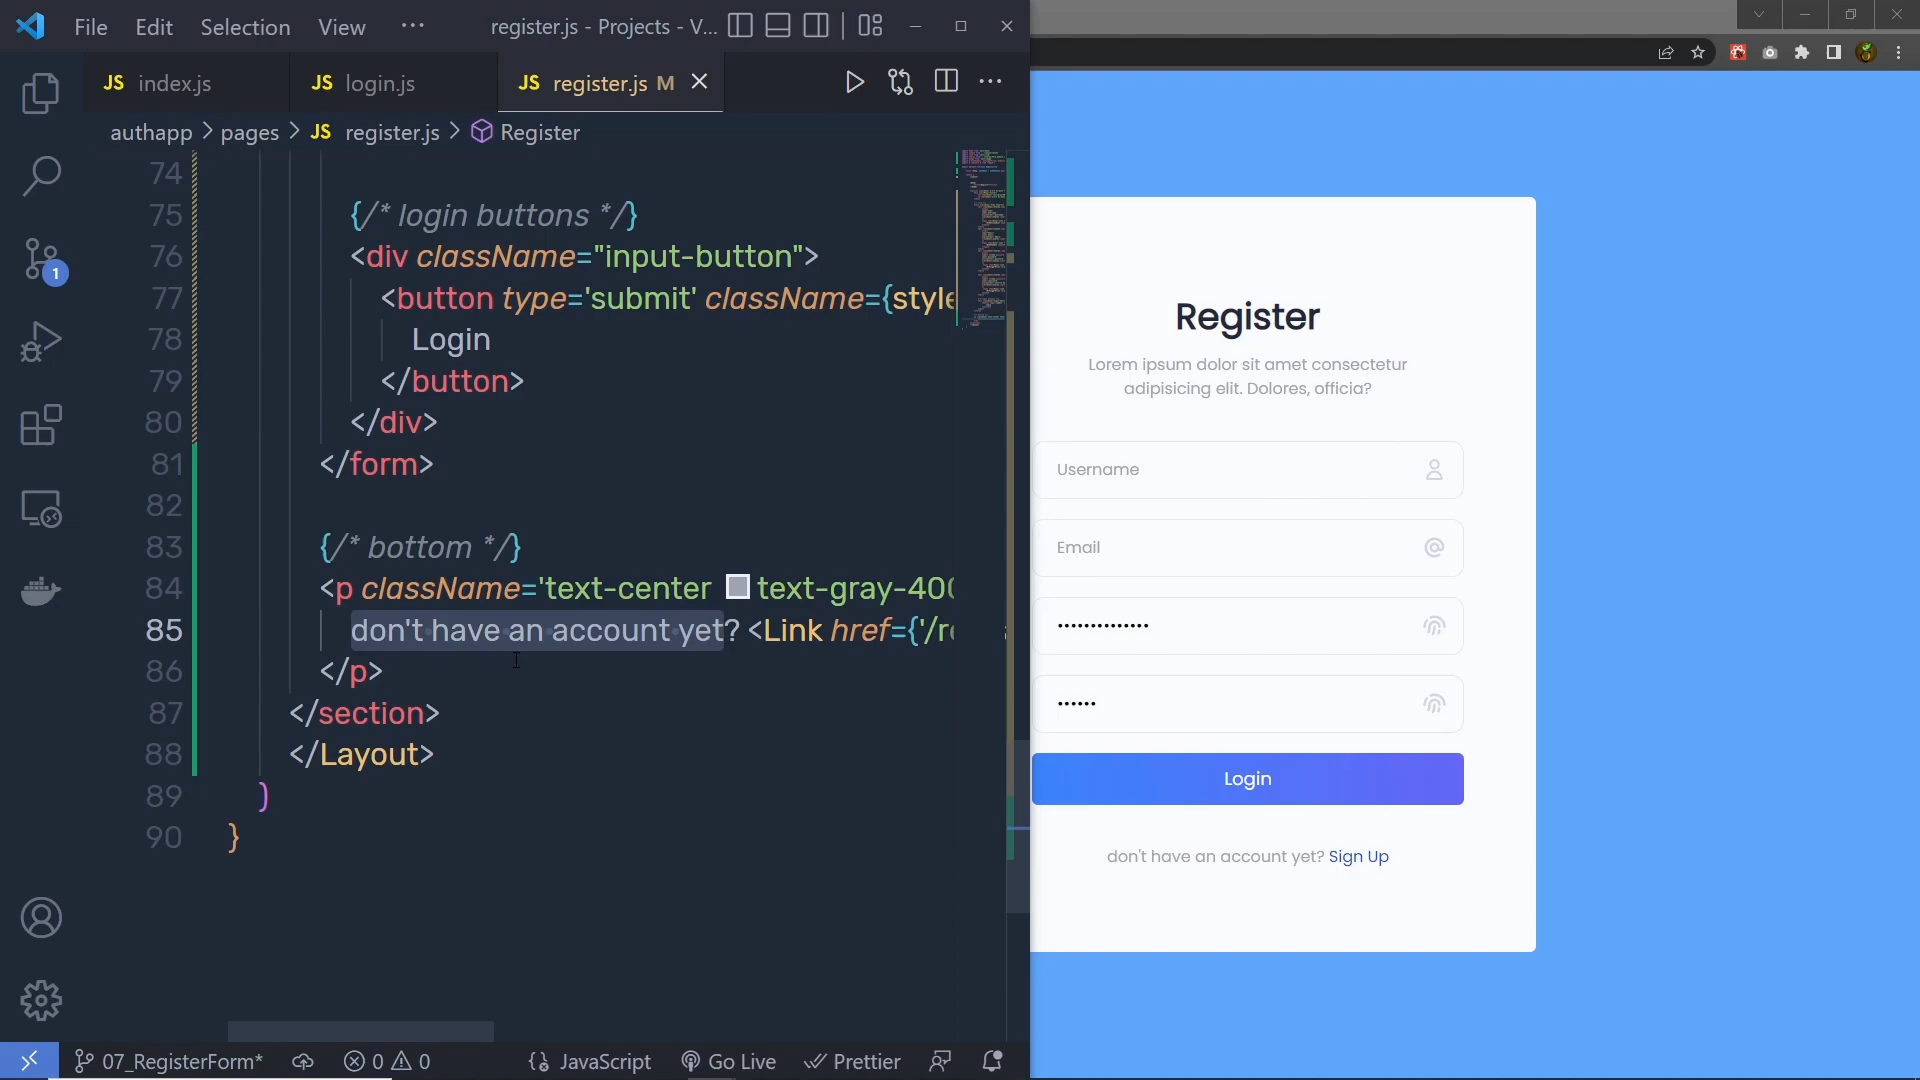 File Edit Selection View ··· register.js - Projects - V...
JS index.js JS login.js JS register.js M
authapp > pages > JS register.js > Register
74
75 {/* login buttons */}
76 <div className="input-button">
77 <button type='submit' className={style
78 Login
79 </button>
80 </div>
81 </form>
82
83 {/* bottom */}
84 <p className='text-center text-gray-400
85 don't have an account yet? <Link href={'/re
86 </p>
87 </section>
88 </Layout>
89 )
90 }
1
07_RegisterForm* 0 0 JavaScript Go Live Prettier
Register
Lorem ipsum dolor sit amet consectetur
adipisicing elit. Dolores, officia?
Username
Email
••••••••••••••
••••••
Login
don't have an account yet? Sign Up